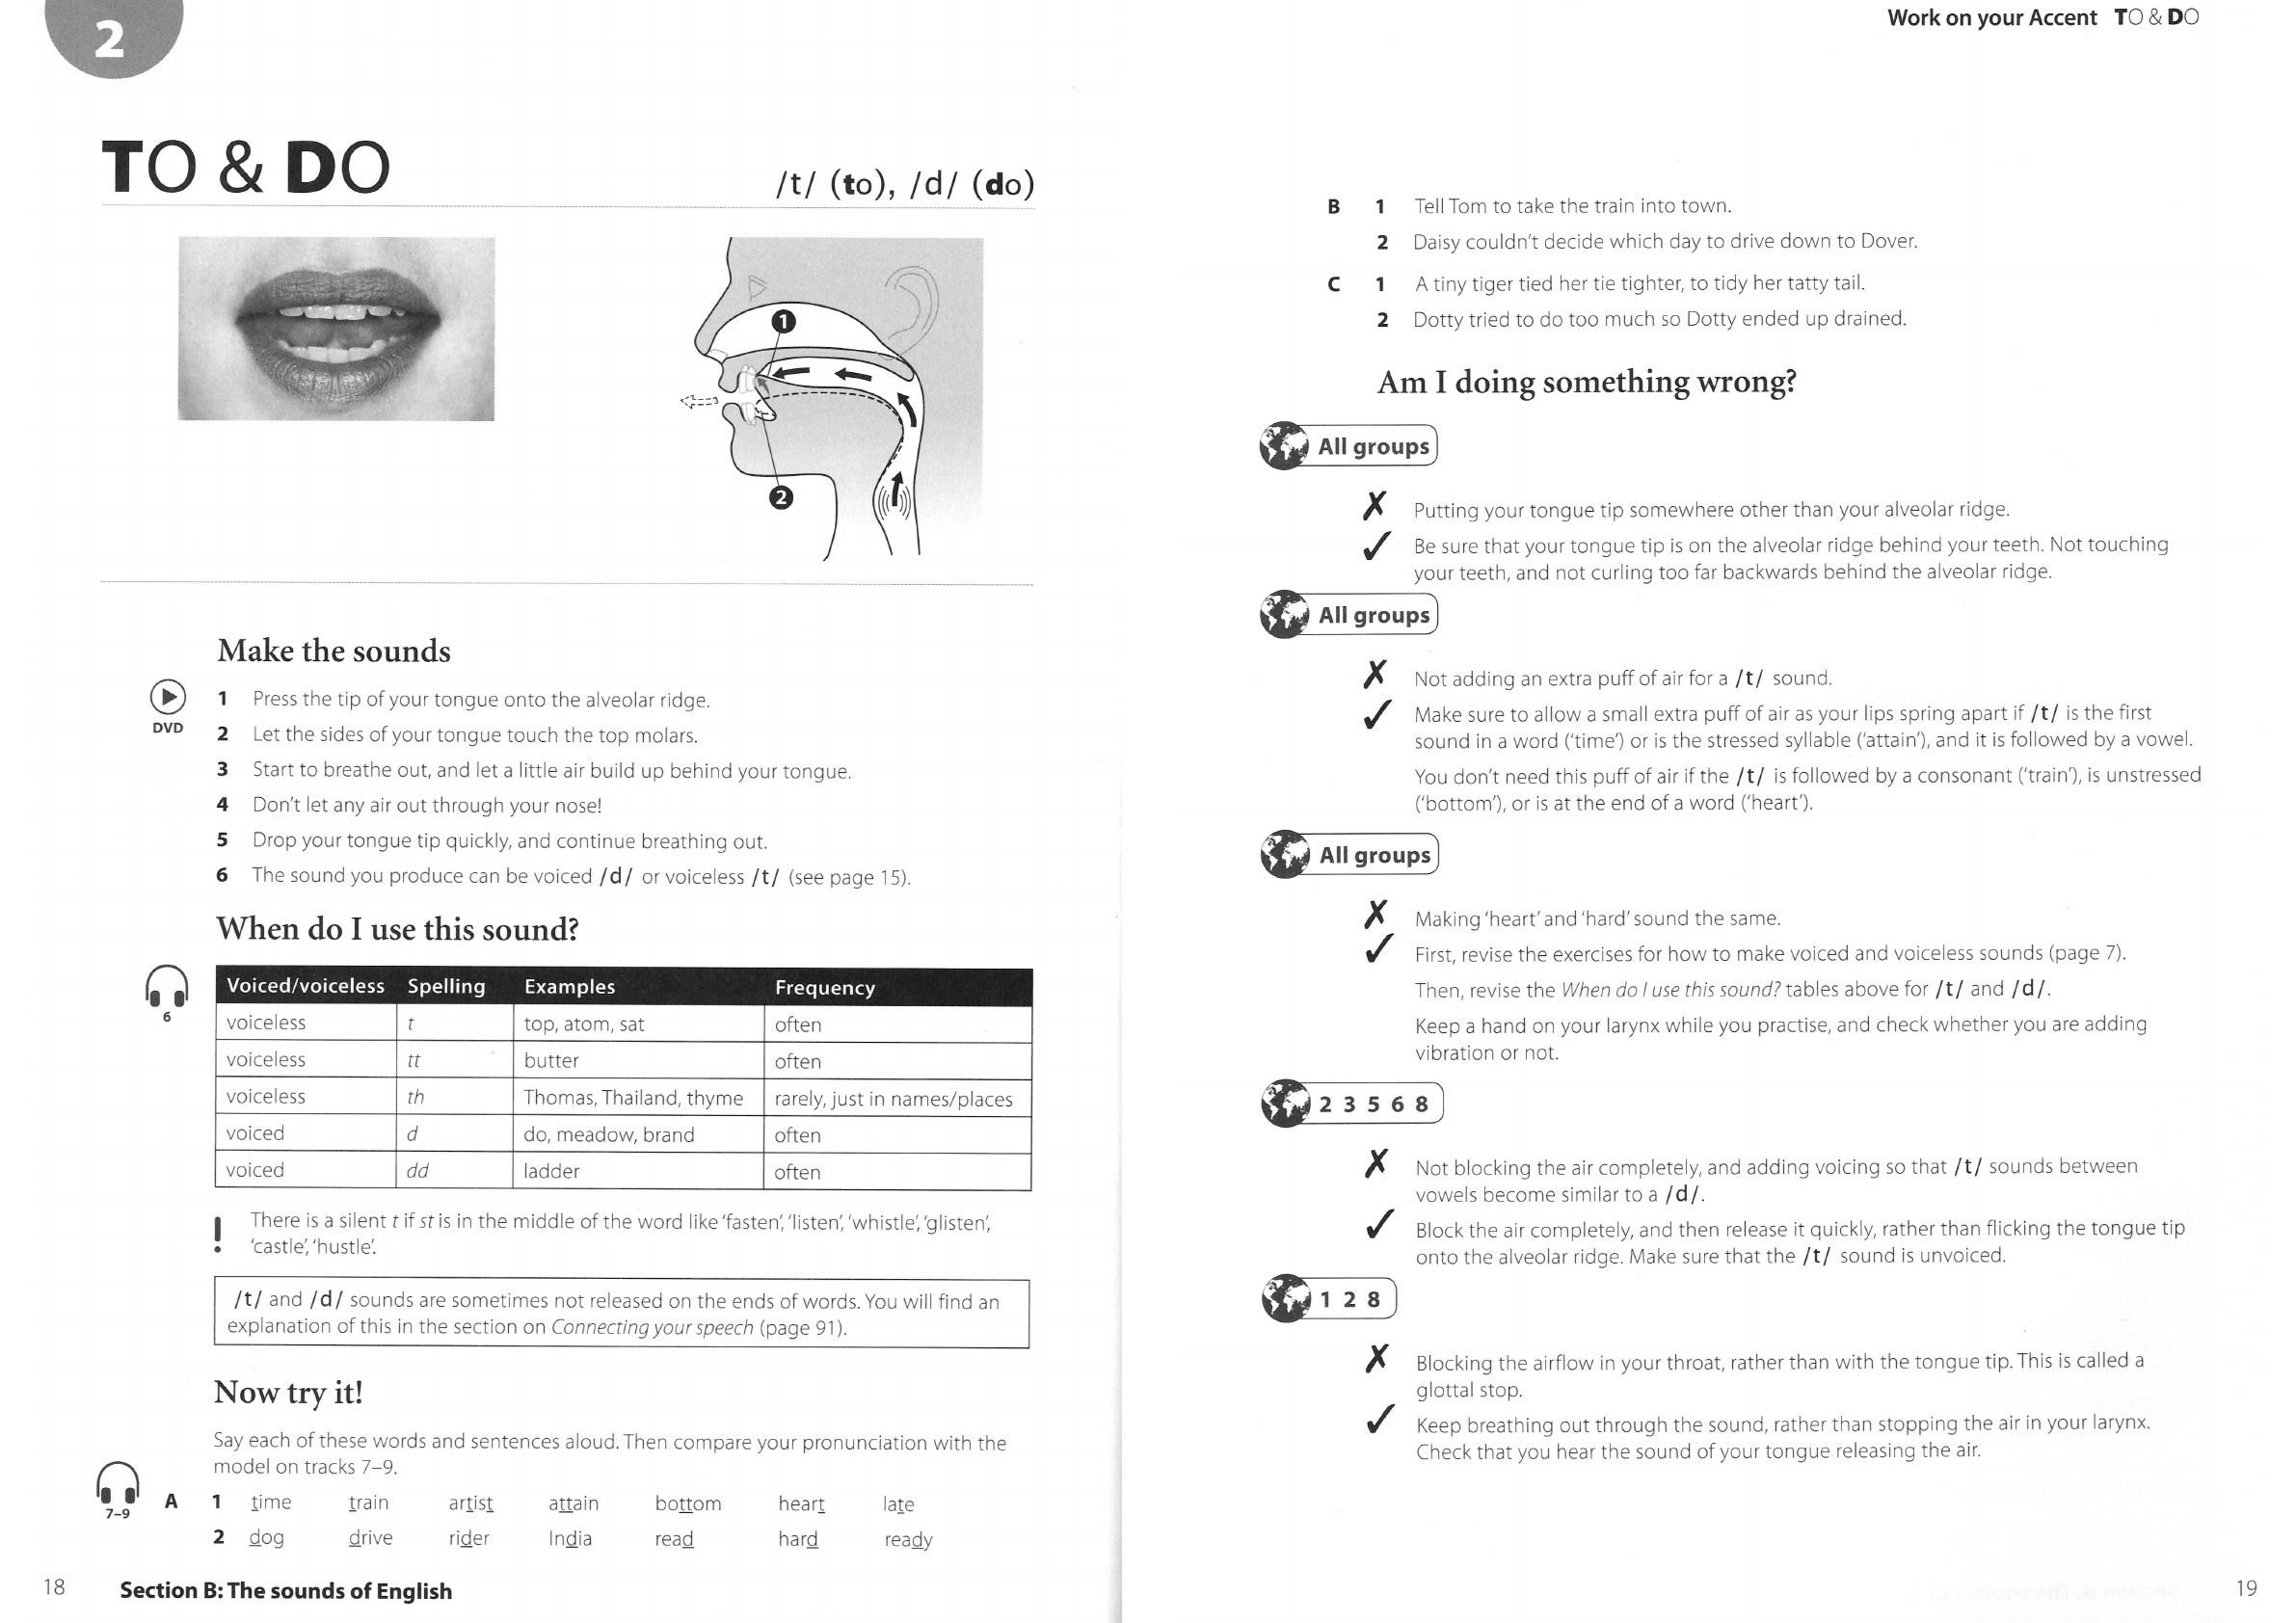 2
TO & DO
/t/ (to), /d/ (do)
1
2
Make the sounds
DVD
1 Press the tip of your tongue onto the alveolar ridge.
2 Let the sides of your tongue touch the top molars.
3 Start to breathe out, and let a little air build up behind your tongue.
4 Don't let any air out through your nose!
5 Drop your tongue tip quickly, and continue breathing out.
6 The sound you produce can be voiced /d/ or voiceless /t/ (see page 15).
When do I use this sound?
6
Voiced/voiceless Spelling Examples Frequency
voiceless t top, atom, sat often
voiceless tt butter often
voiceless th Thomas, Thailand, thyme rarely, just in names/places
voiced d do, meadow, brand often
voiced dd ladder often
! There is a silent t if st is in the middle of the word like 'fasten', 'listen', 'whistle', 'glisten',
'castle', 'hustle'.
/t/ and /d/ sounds are sometimes not released on the ends of words. You will find an
explanation of this in the section on Connecting your speech (page 91).
Now try it!
Say each of these words and sentences aloud. Then compare your pronunciation with the
model on tracks 7–9.
7–9
A 1 time train artist attain bottom heart late
2 dog drive rider India read hard ready
18 Section B: The sounds of English
Work on your Accent TO & DO
B 1 Tell Tom to take the train into town.
2 Daisy couldn't decide which day to drive down to Dover.
C 1 A tiny tiger tied her tie tighter, to tidy her tatty tail.
2 Dotty tried to do too much so Dotty ended up drained.
Am I doing something wrong?
All groups
✗ Putting your tongue tip somewhere other than your alveolar ridge.
✓ Be sure that your tongue tip is on the alveolar ridge behind your teeth. Not touching
your teeth, and not curling too far backwards behind the alveolar ridge.
All groups
✗ Not adding an extra puff of air for a /t/ sound.
✓ Make sure to allow a small extra puff of air as your lips spring apart if /t/ is the first
sound in a word ('time') or is the stressed syllable ('attain'), and it is followed by a vowel.
You don't need this puff of air if the /t/ is followed by a consonant ('train'), is unstressed
('bottom'), or is at the end of a word ('heart').
All groups
✗ Making 'heart' and 'hard' sound the same.
✓ First, revise the exercises for how to make voiced and voiceless sounds (page 7).
Then, revise the When do I use this sound? tables above for /t/ and /d/.
Keep a hand on your larynx while you practise, and check whether you are adding
vibration or not.
2 3 5 6 8
✗ Not blocking the air completely, and adding voicing so that /t/ sounds between
vowels become similar to a /d/.
✓ Block the air completely, and then release it quickly, rather than flicking the tongue tip
onto the alveolar ridge. Make sure that the /t/ sound is unvoiced.
1 2 8
✗ Blocking the airflow in your throat, rather than with the tongue tip. This is called a
glottal stop.
✓ Keep breathing out through the sound, rather than stopping the air in your larynx.
Check that you hear the sound of your tongue releasing the air.
19